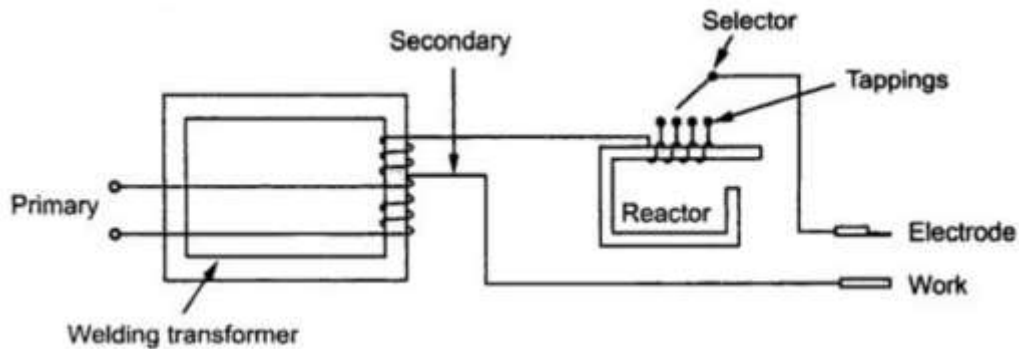 Selector
Secondary
Tappings
Primary
Reactor
Electrode
Work
Welding transformer